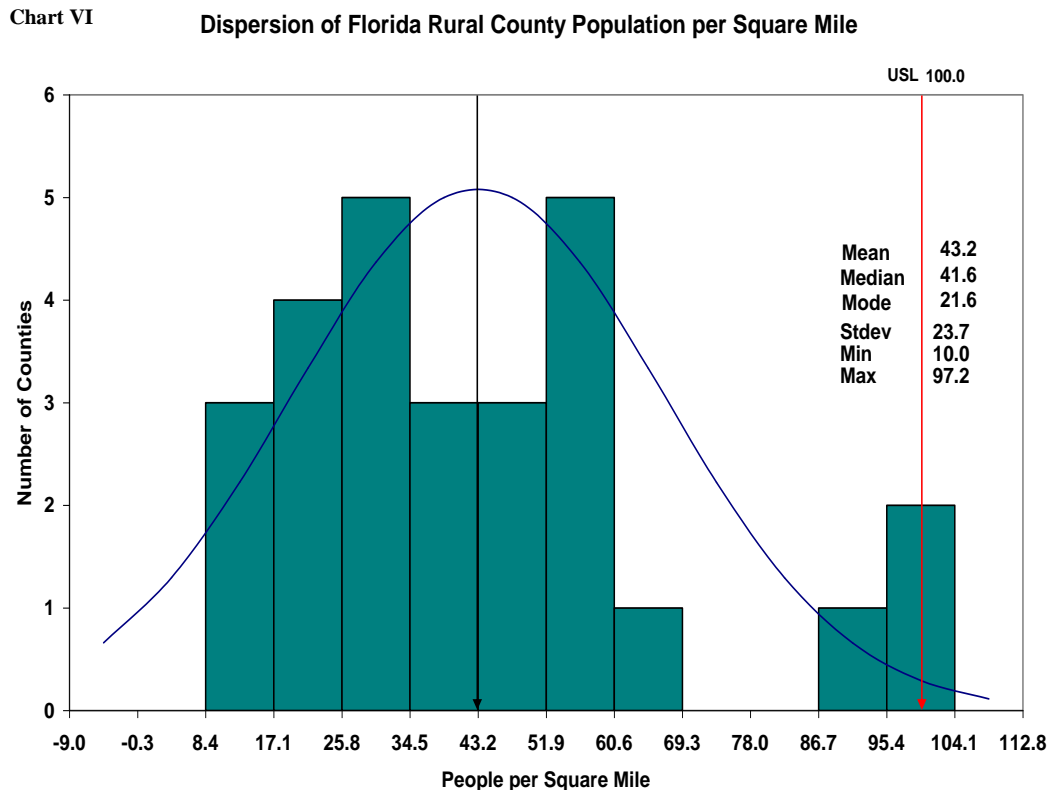 Chart VI
Dispersion of Florida Rural County Population per Square Mile
USL 100.0
6
5
4
3
2
1
0
Number of Counties
Mean 43.2
Median 41.6
Mode 21.6
Stdev 23.7
Min 10.0
Max 97.2
-9.0 -0.3 8.4 17.1 25.8 34.5 43.2 51.9 60.6 69.3 78.0 86.7 95.4 104.1 112.8
People per Square Mile